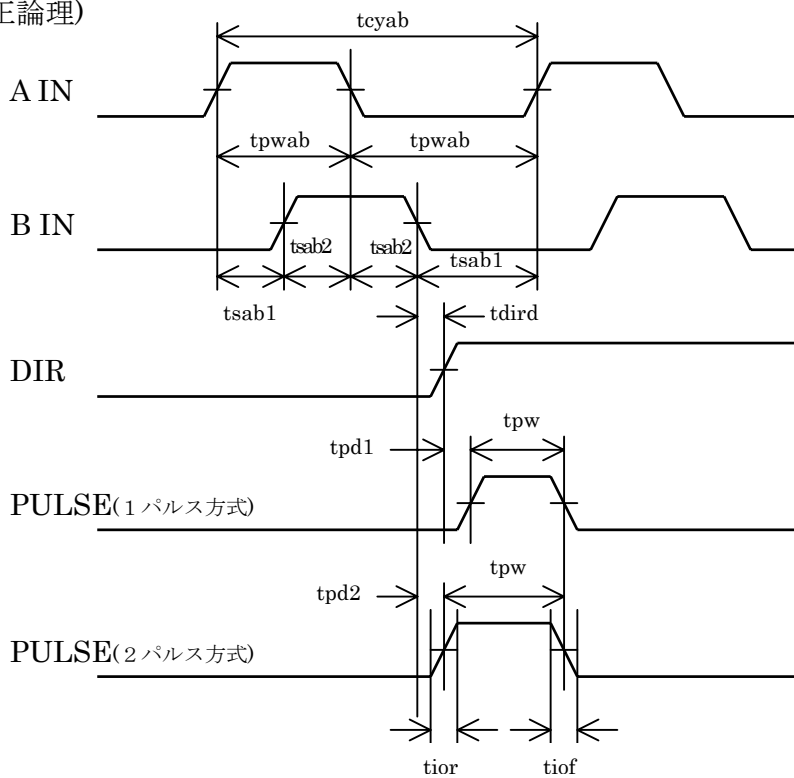 正論理)
tcyab
A IN
tpwab tpwab
B IN
tsab2 tsab2
tsab1
tsab1
tdird
DIR
tpd1
tpw
PULSE(1パルス方式)
tpd2
tpw
PULSE(2パルス方式)
tior tiof